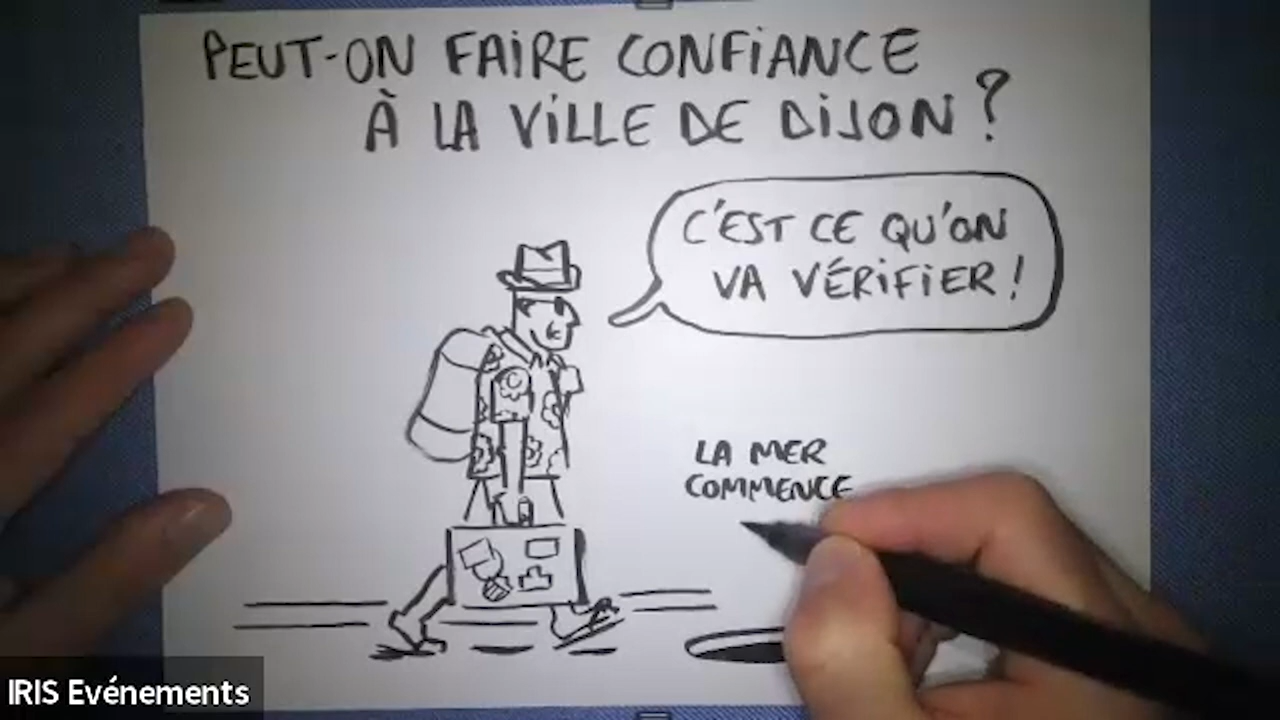 PEUT-ON FAIRE CONFIANCE
À LA VILLE DE DIJON ?
C'EST CE QU'ON
VA VÉRIFIER !
LA MER
COMMENCE
IRIS Evénements